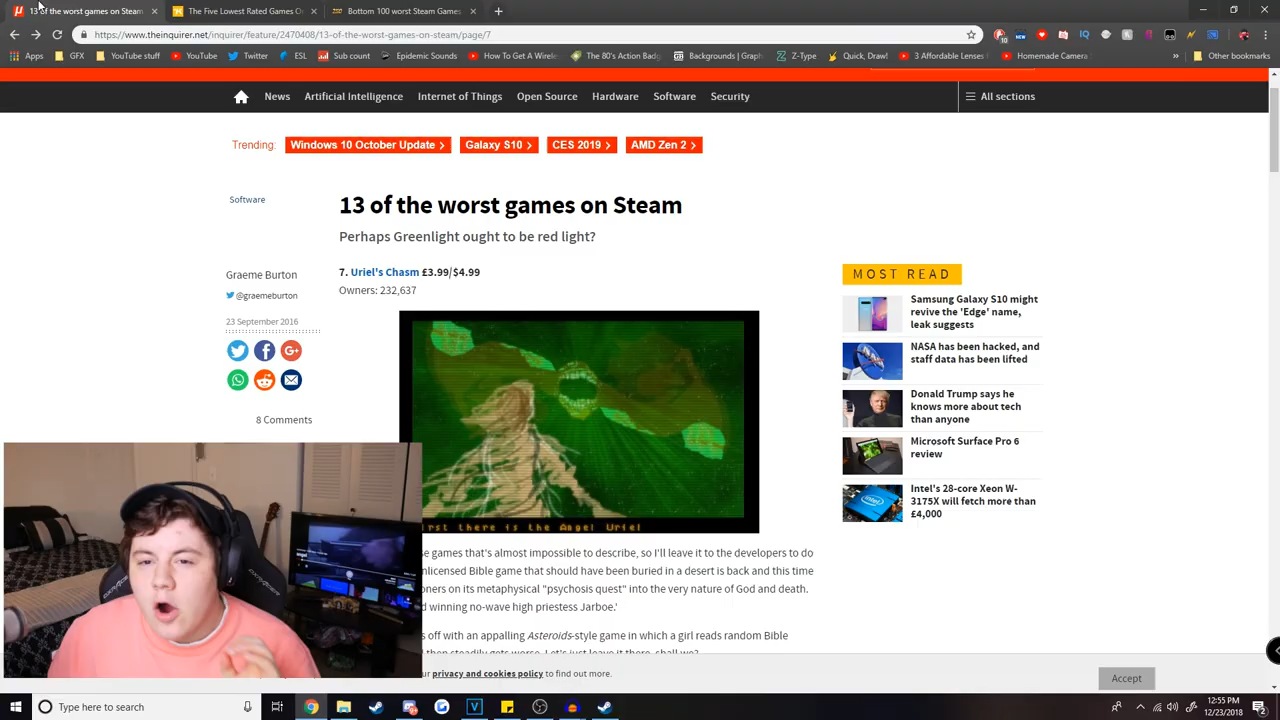 13 of the worst games on Steam
The Five Lowest Rated Games
The Worst Bundle Games
https://www.theinquirer.net/inquirer/feature/2470408/13-of-the-worst-games-on-steam/page/7
Apps
GFX
YouTube stuff
YouTube
Twitter
ESL
Sub count
Epidemic Sounds
How To Get A Wirele
The 80's Action Badg
Backgrounds | Graph
Z-Type
Quick, Draw!
3 Affordable Lenses
Homemade Camera
»
Other bookmarks
News
Artificial Intelligence
Internet of Things
Open Source
Hardware
Software
Security
All sections
Trending:
Windows 10 October Update
Galaxy S10
CES 2019
AMD Zen 2
Software
13 of the worst games on Steam
Perhaps Greenlight ought to be red light?
Graeme Burton
@graemeburton
23 September 2016
8 Comments
7. Uriel's Chasm £3.99/$4.99
Owners: 232,637
irst there is the Angel Uriel
se games that's almost impossible to describe, so I'll leave it to the developers to do
nlicensed Bible game that should have been buried in a desert is back and this time
oners on its metaphysical "psychosis quest" into the very nature of God and death.
d winning no-wave high priestess Jarboe.'
s off with an appalling Asteroids-style game in which a girl reads random Bible
MOST READ
Samsung Galaxy S10 might
revive the 'Edge' name,
leak suggests
NASA has been hacked, and
staff data has been lifted
Donald Trump says he
knows more about tech
than anyone
Microsoft Surface Pro 6
review
Intel's 28-core Xeon W-
3175X will fetch more than
£4,000
ur privacy and cookies policy to find out more.
Accept
Type here to search
12:55 PM
12/23/2018